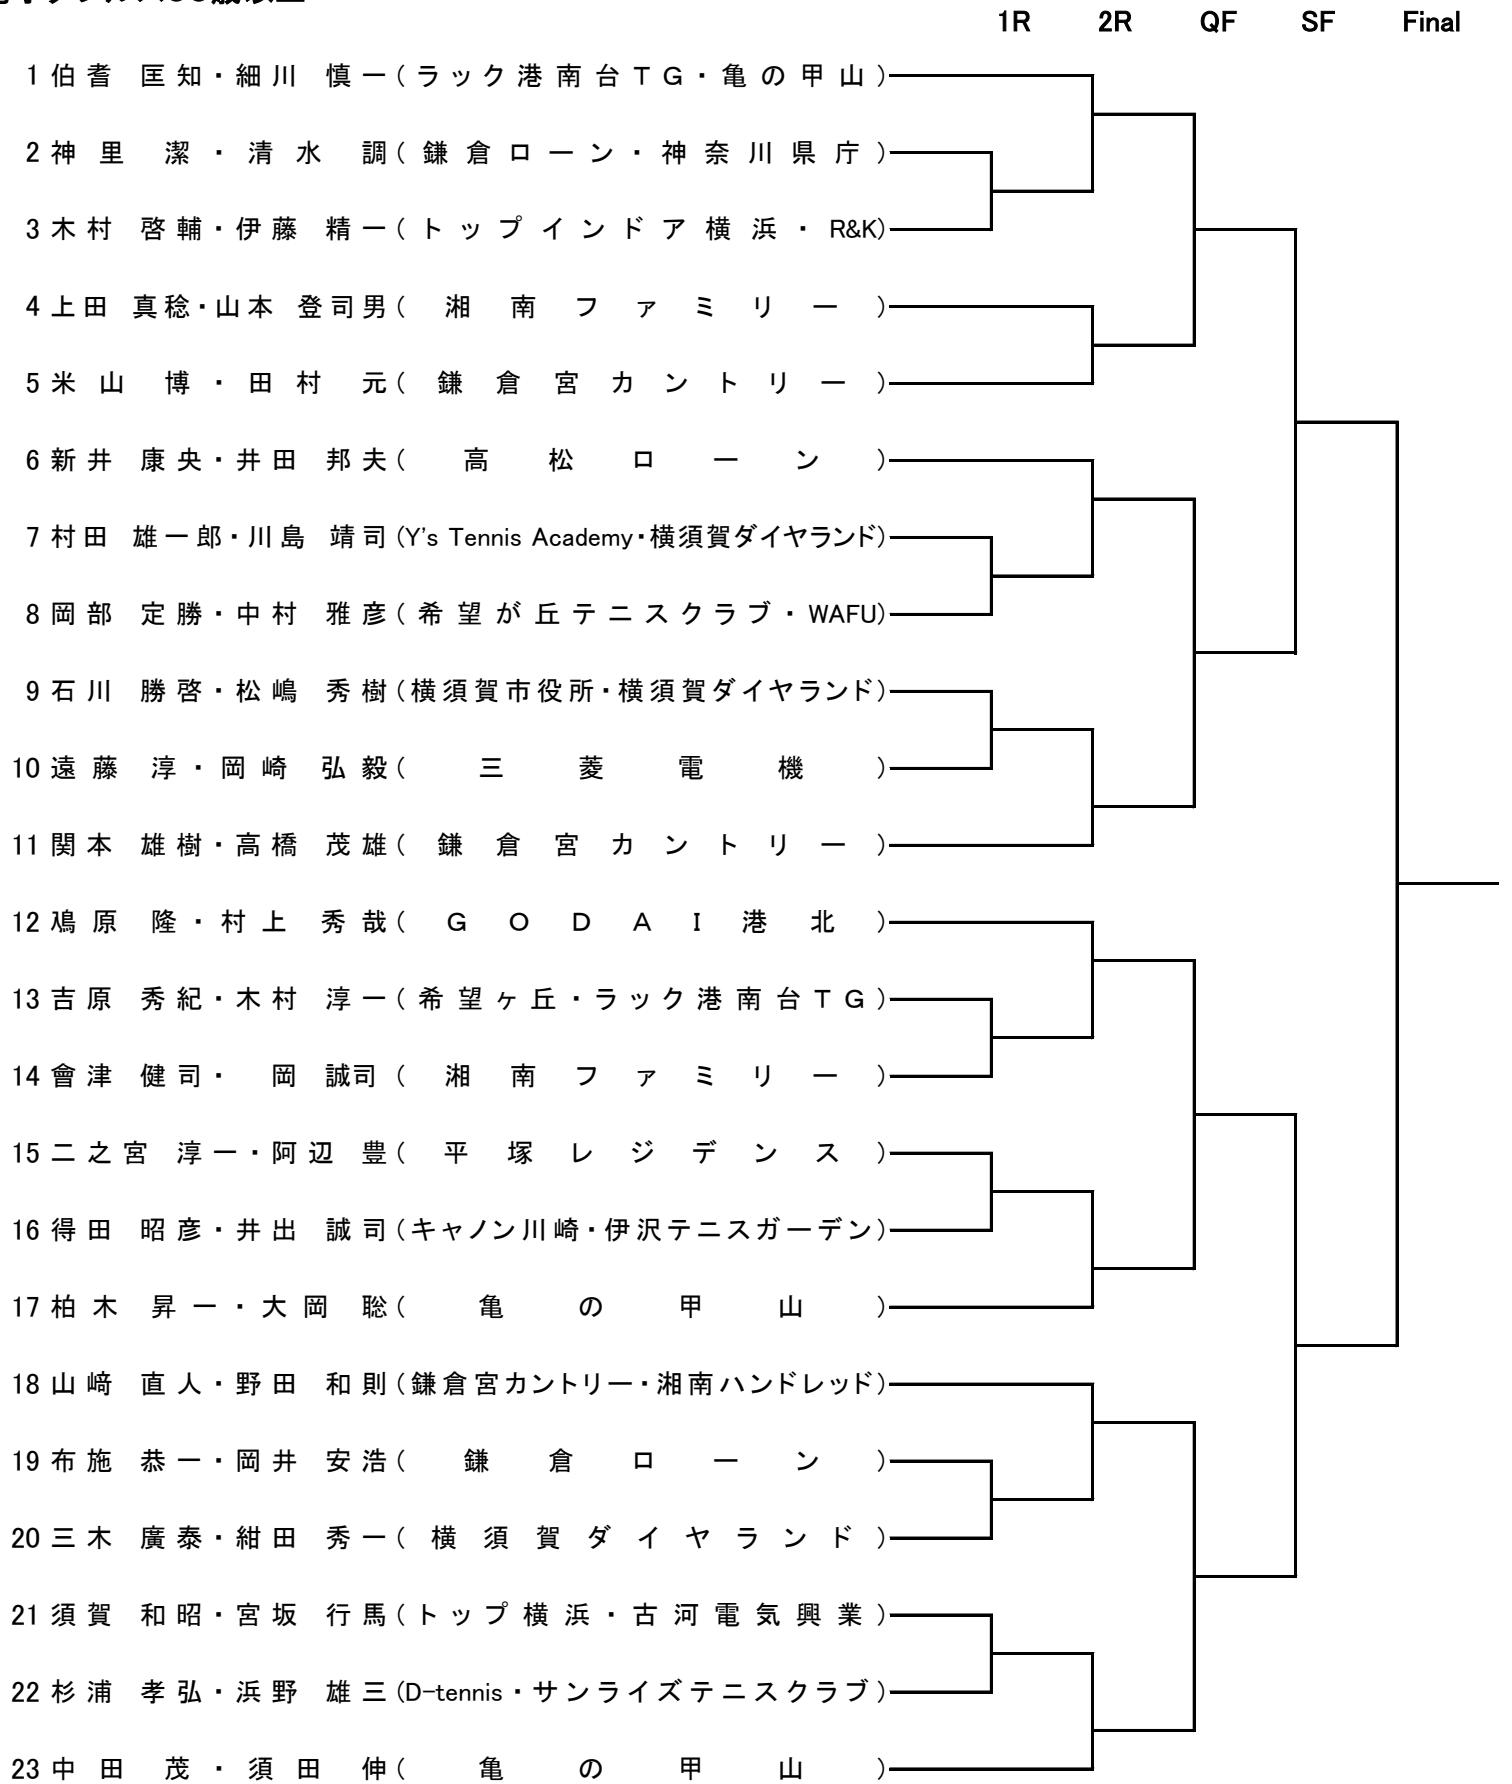 1R 2R QF SF Final
1 伯耆 匡知・細川 慎一(ラック港南台TG・亀の甲山)
2 神里 潔・清水 調(鎌倉ローン・神奈川県庁)
3 木村 啓輔・伊藤 精一(トップインドア横浜・R&K)
4 上田 真稔・山本 登司男(湘南ファミリー)
5 米山 博・田村 元(鎌倉宮カントリー)
6 新井 康央・井田 邦夫(高松ローン)
7 村田 雄一郎・川島 靖司(Y's Tennis Academy・横須賀ダイヤランド)
8 岡部 定勝・中村 雅彦(希望が丘テニスクラブ・WAFU)
9 石川 勝啓・松嶋 秀樹(横須賀市役所・横須賀ダイヤランド)
10 遠藤 淳・岡崎 弘毅(三菱電機)
11 関本 雄樹・高橋 茂雄(鎌倉宮カントリー)
12 鳰原 隆・村上 秀哉(GODAI港北)
13 吉原 秀紀・木村 淳一(希望ヶ丘・ラック港南台TG)
14 會津 健司・ 岡 誠司(湘南ファミリー)
15 二之宮 淳一・阿辺 豊(平塚レジデンス)
16 得田 昭彦・井出 誠司(キャノン川崎・伊沢テニスガーデン)
17 柏木 昇一・大岡 聡(亀の甲山)
18 山﨑 直人・野田 和則(鎌倉宮カントリー・湘南ハンドレッド)
19 布施 恭一・岡井 安浩(鎌倉ローン)
20 三木 廣泰・紺田 秀一(横須賀ダイヤランド)
21 須賀 和昭・宮坂 行馬(トップ横浜・古河電気興業)
22 杉浦 孝弘・浜野 雄三(D-tennis・サンライズテニスクラブ)
23 中田 茂・須田 伸(亀の甲山)